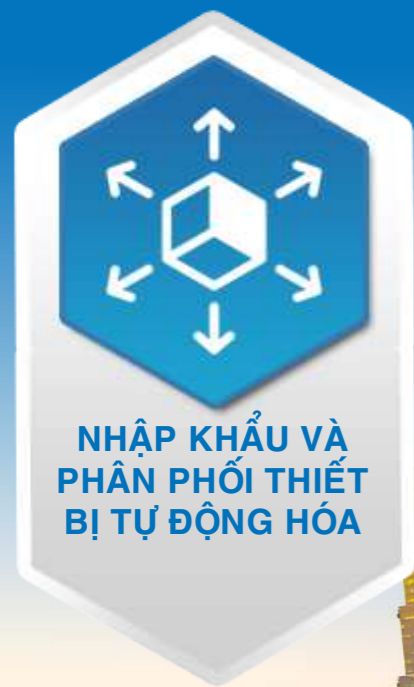 NHẬP KHẨU VÀ
PHÂN PHỐI THIẾT
BỊ TỰ ĐỘNG HÓA